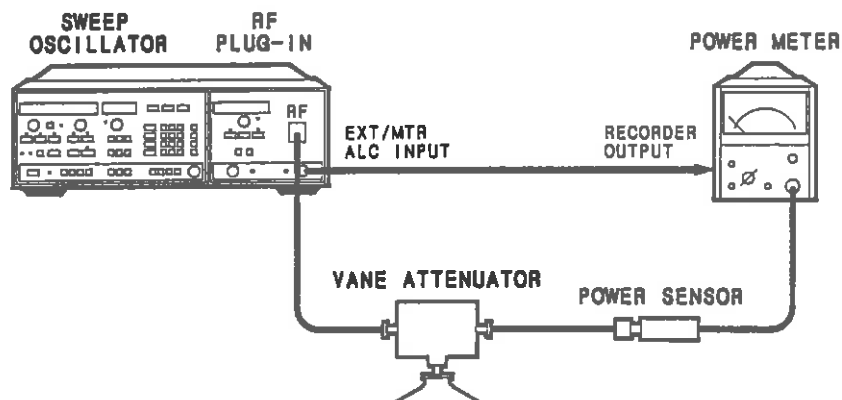 SWEEP
OSCILLATOR
RF
PLUG-IN
POWER METER
RF
EXT/MTR
ALC INPUT
RECORDER
OUTPUT
VANE ATTENUATOR
POWER SENSOR